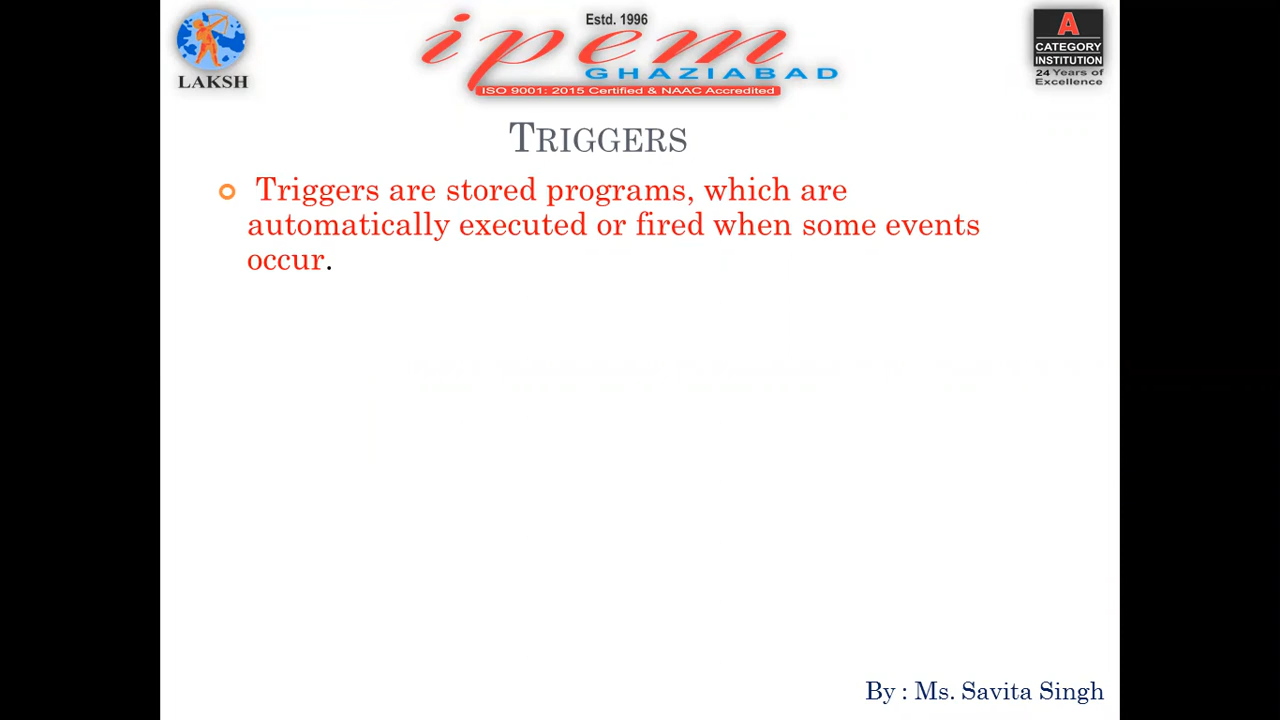 Estd. 1996
ipem
GHAZIABAD
ISO 9001: 2015 Certified & NAAC Accredited
LAKSH
A
CATEGORY
INSTITUTION
24 Years of
Excellence
TRIGGERS
Triggers are stored programs, which are
automatically executed or fired when some events
occur.
By : Ms. Savita Singh